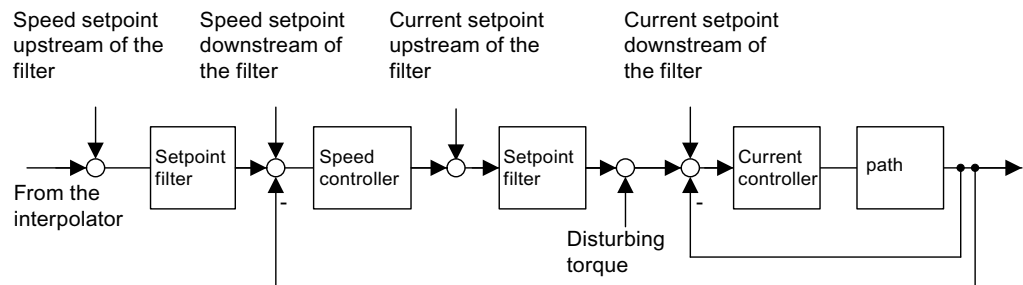 Speed setpoint
upstream of the
filter
Speed setpoint
downstream of
the filter
Current setpoint
upstream of the
filter
Current setpoint
downstream of
the filter
From the
interpolator
Setpoint
filter
Speed
controller
-
Setpoint
filter
Disturbing
torque
Current
controller
-
path